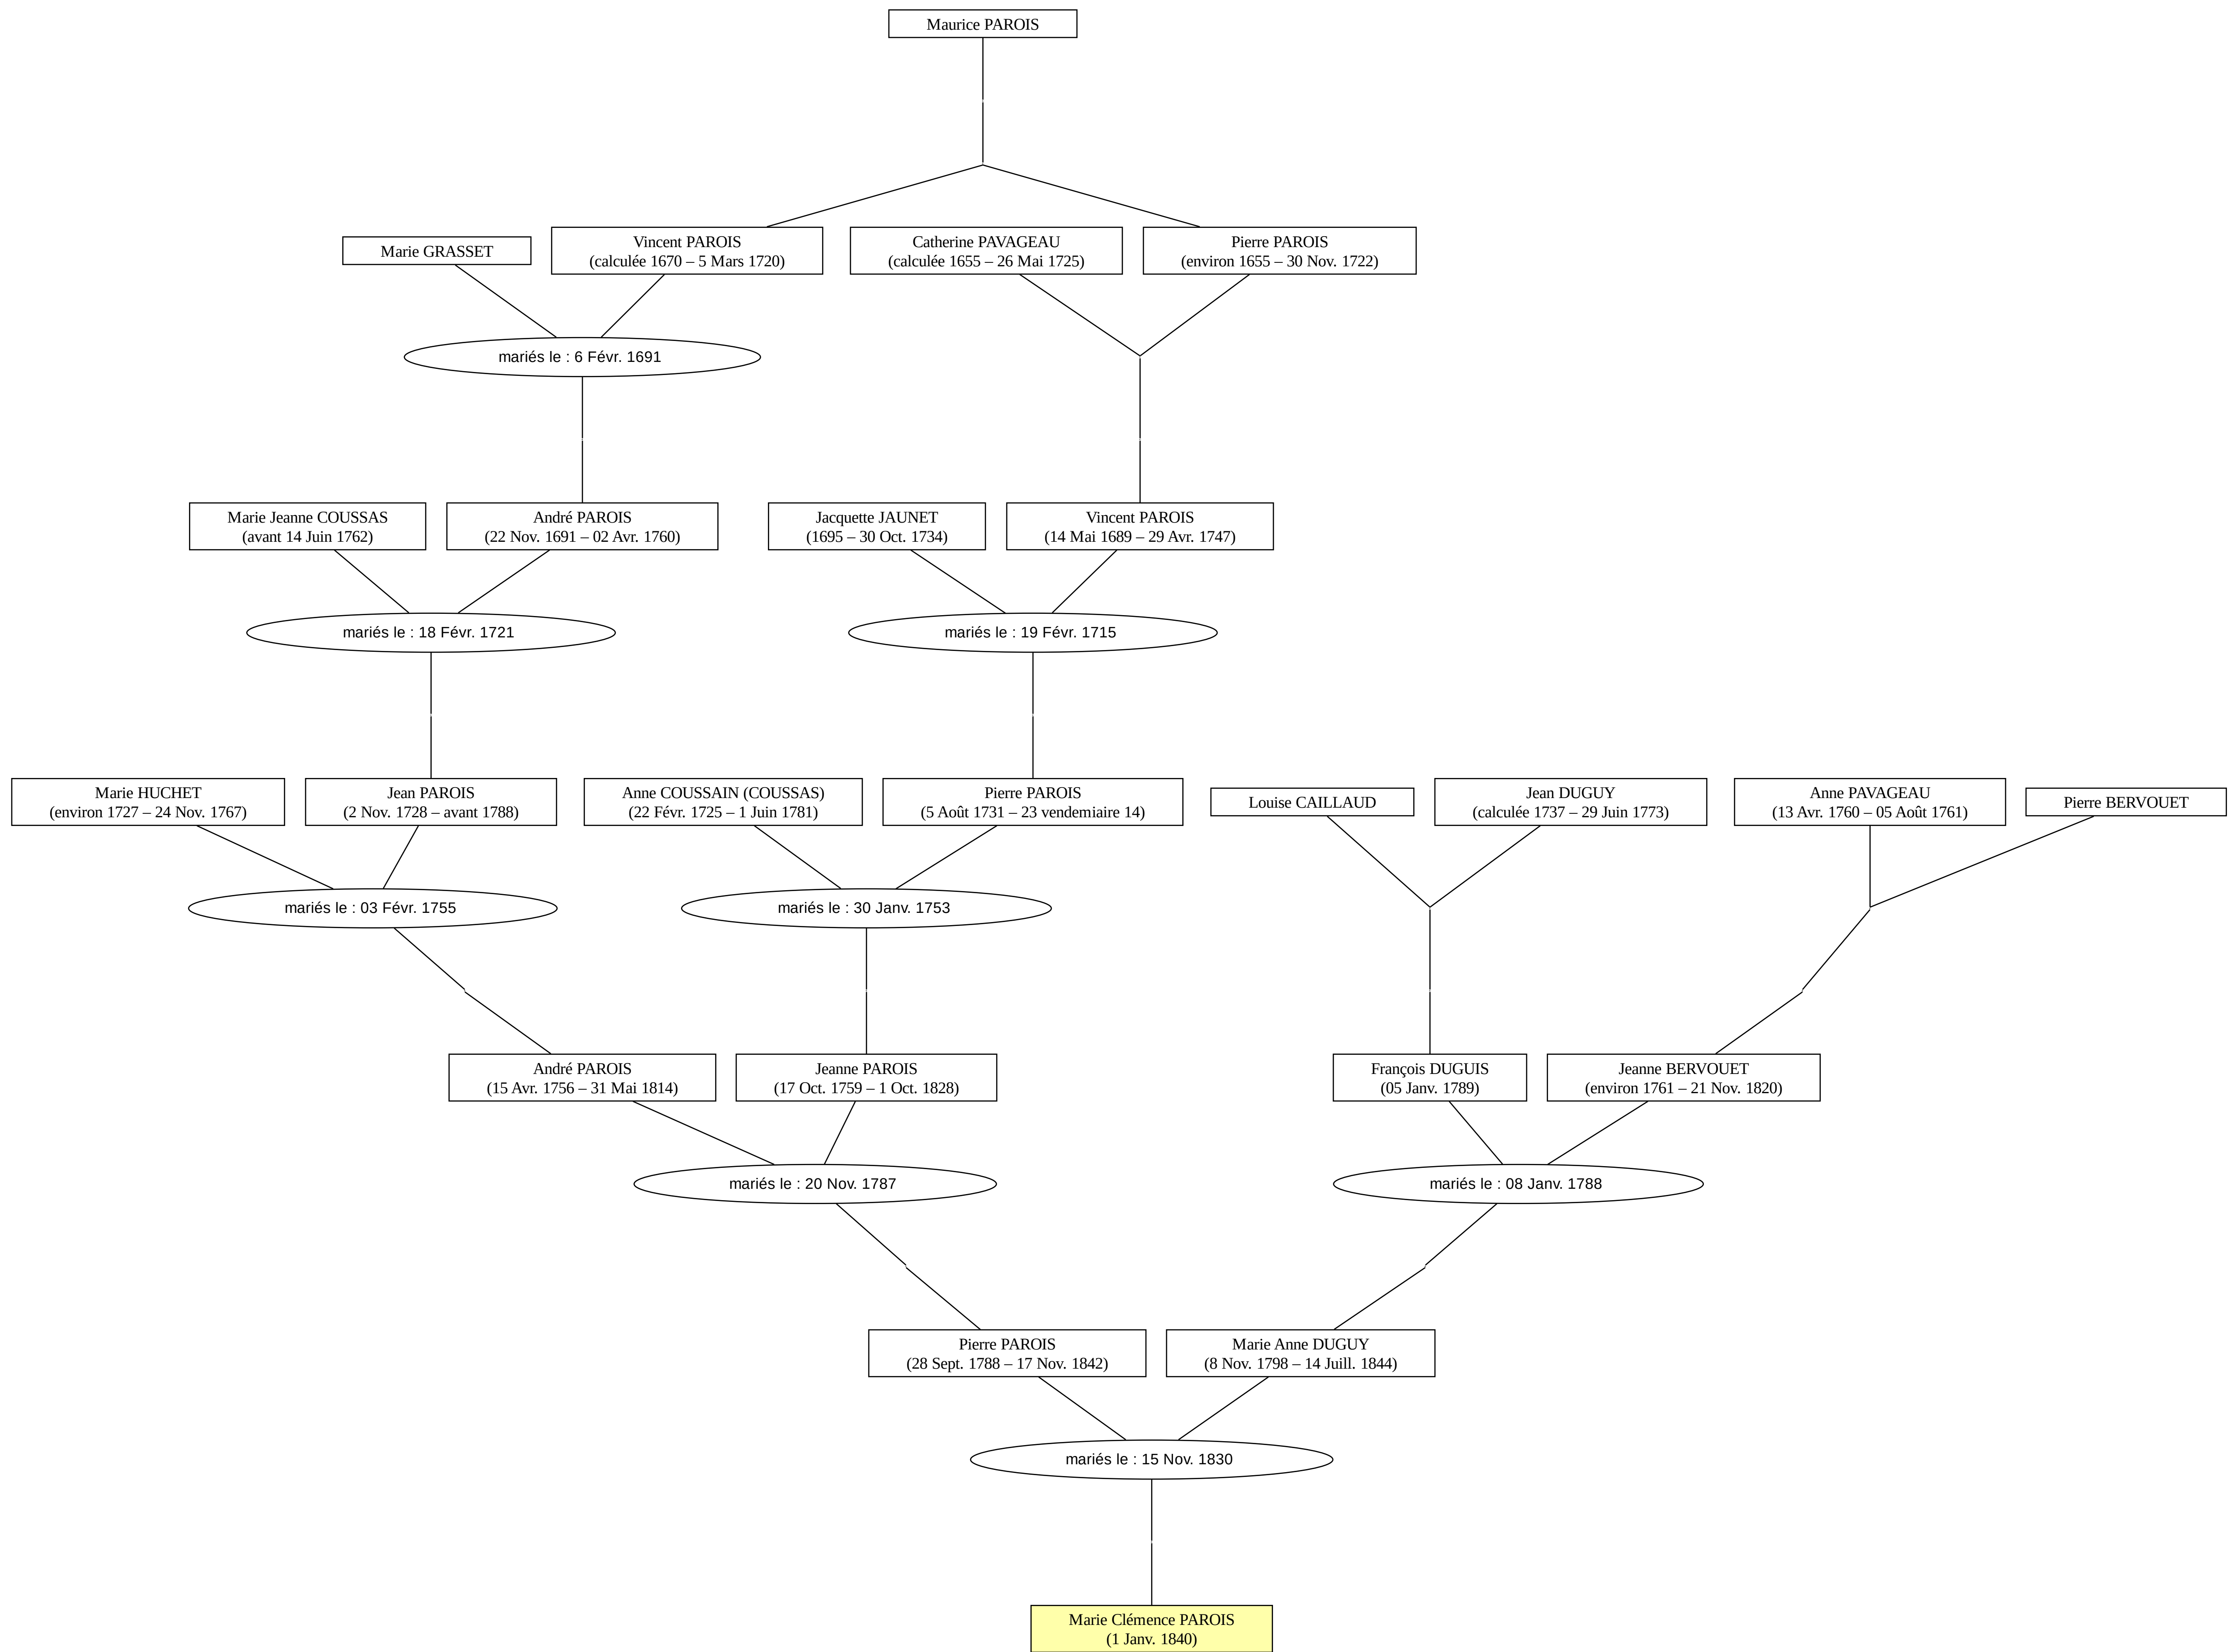 Maurice PAROIS
Marie GRASSET
Vincent PAROIS
(calculée 1670 – 5 Mars 1720)
Catherine PAVAGEAU
(calculée 1655 – 26 Mai 1725)
Pierre PAROIS
(environ 1655 – 30 Nov. 1722)
mariés le : 6 Févr. 1691
Marie Jeanne COUSSAS
(avant 14 Juin 1762)
André PAROIS
(22 Nov. 1691 – 02 Avr. 1760)
Jacquette JAUNET
(1695 – 30 Oct. 1734)
Vincent PAROIS
(14 Mai 1689 – 29 Avr. 1747)
mariés le : 18 Févr. 1721
mariés le : 19 Févr. 1715
Marie HUCHET
(environ 1727 – 24 Nov. 1767)
Jean PAROIS
(2 Nov. 1728 – avant 1788)
Anne COUSSAIN (COUSSAS)
(22 Févr. 1725 – 1 Juin 1781)
Pierre PAROIS
(5 Août 1731 – 23 vendemiaire 14)
Louise CAILLAUD
Jean DUGUY
(calculée 1737 – 29 Juin 1773)
Anne PAVAGEAU
(13 Avr. 1760 – 05 Août 1761)
Pierre BERVOUET
mariés le : 03 Févr. 1755
mariés le : 30 Janv. 1753
André PAROIS
(15 Avr. 1756 – 31 Mai 1814)
Jeanne PAROIS
(17 Oct. 1759 – 1 Oct. 1828)
François DUGUIS
(05 Janv. 1789)
Jeanne BERVOUET
(environ 1761 – 21 Nov. 1820)
mariés le : 20 Nov. 1787
mariés le : 08 Janv. 1788
Pierre PAROIS
(28 Sept. 1788 – 17 Nov. 1842)
Marie Anne DUGUY
(8 Nov. 1798 – 14 Juill. 1844)
mariés le : 15 Nov. 1830
Marie Clémence PAROIS
(1 Janv. 1840)